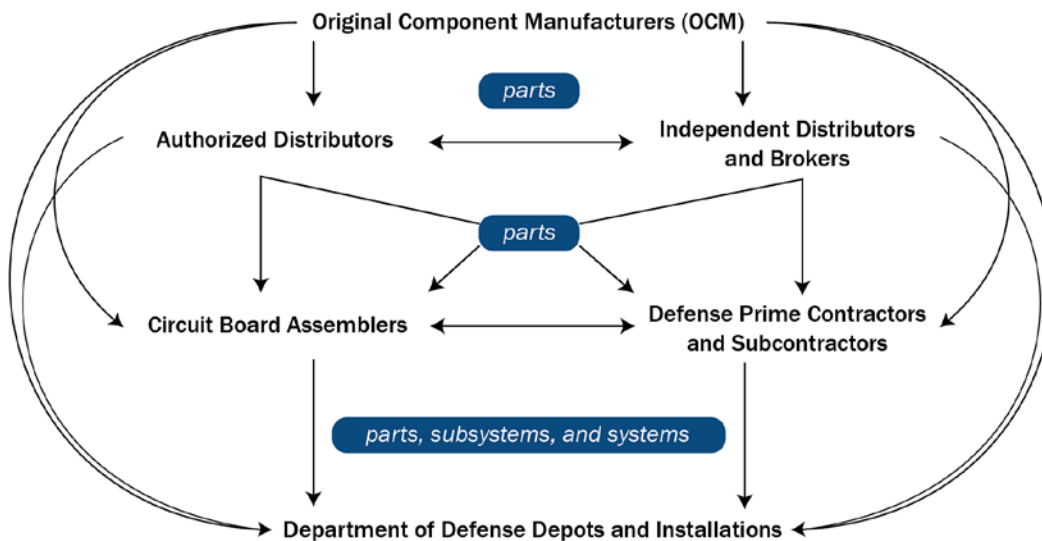 Original Component Manufacturers (OCM)
parts
Authorized Distributors
Independent Distributors
and Brokers
parts
Circuit Board Assemblers
Defense Prime Contractors
and Subcontractors
parts, subsystems, and systems
Department of Defense Depots and Installations